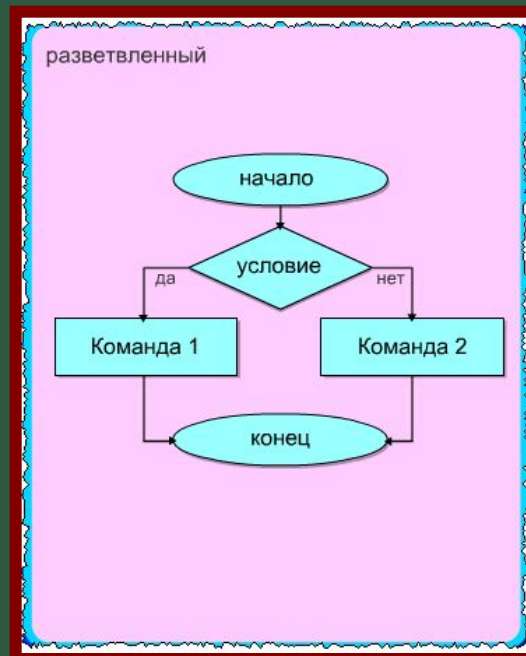 разветвленный
начало
условие
да
нет
Команда 1
Команда 2
конец